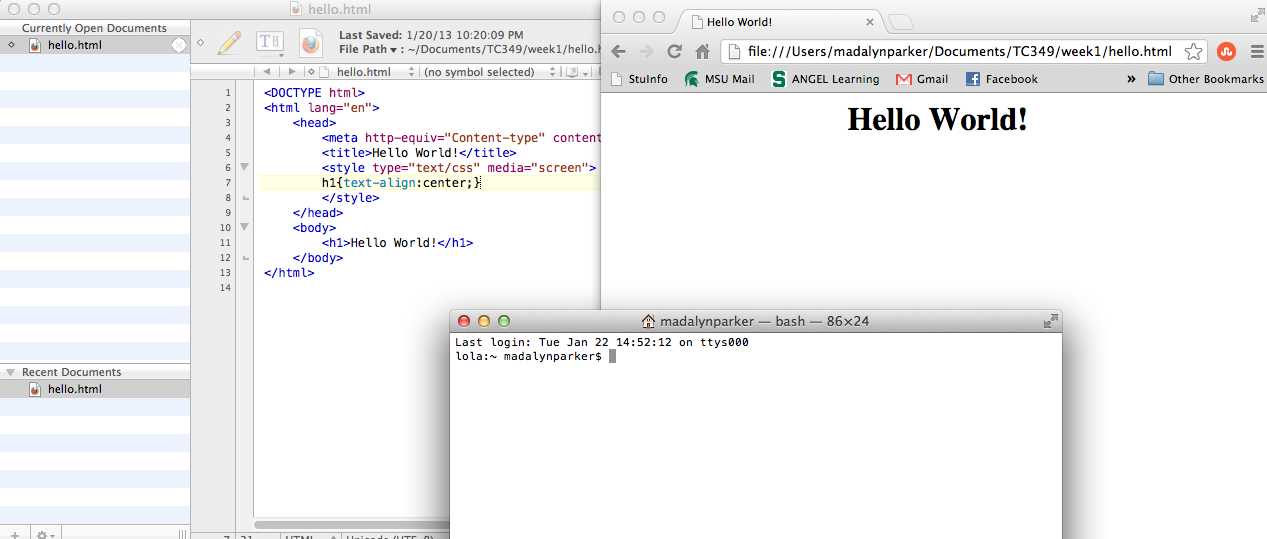 hello.html
Currently Open Documents
hello.html
Recent Documents
hello.html
Last Saved: 1/20/13 10:20:09 PM
File Path ▾ : ~/Documents/TC349/week1/hello.h
hello.html (no symbol selected)
1 <DOCTYPE html>
2 <html lang="en">
3 <head>
4 <meta http-equiv="Content-type" content
5 <title>Hello World!</title>
6 <style type="text/css" media="screen">
7 h1{text-align:center;}
8 </style>
9 </head>
10 <body>
11 <h1>Hello World!</h1>
12 </body>
13 </html>
14
Hello World!
file:///Users/madalynparker/Documents/TC349/week1/hello.html
StuInfo MSU Mail ANGEL Learning Gmail Facebook » Other Bookmarks
Hello World!
madalynparker — bash — 86×24
Last login: Tue Jan 22 14:52:12 on ttys000
lola:~ madalynparker$